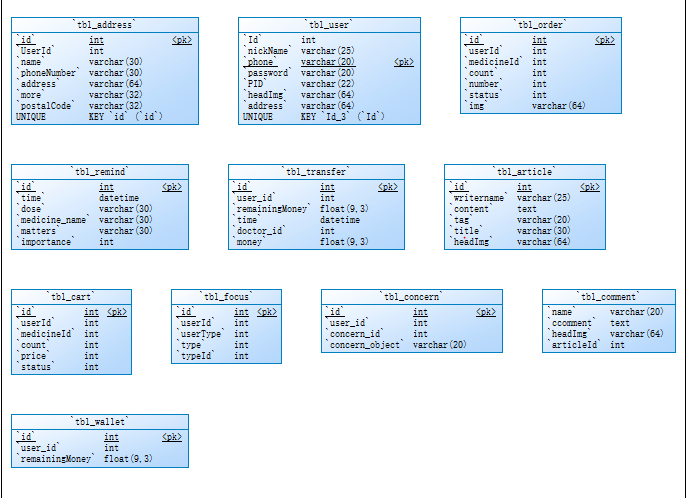 `tbl_address`
`id` int <pk>
`UserId` int
`name` varchar(30)
`phoneNumber` varchar(30)
`address` varchar(64)
`more` varchar(32)
`postalCode` varchar(32)
UNIQUE KEY `id` (`id`)
`tbl_user`
`Id` int
`nickName` varchar(25)
`phone` varchar(20) <pk>
`password` varchar(20)
`PID` varchar(22)
`headImg` varchar(64)
`address` varchar(64)
UNIQUE KEY `Id_3` (`Id`)
`tbl_order`
`id` int <pk>
`userId` int
`medicineId` int
`count` int
`number` int
`status` int
`img` varchar(64)
`tbl_remind`
`id` int <pk>
`time` datetime
`dose` varchar(30)
`medicine_name` varchar(30)
`matters` varchar(30)
`importance` int
`tbl_transfer`
`id` int <pk>
`user_id` int
`remainingMoney` float(9,3)
`time` datetime
`doctor_id` int
`money` float(9,3)
`tbl_article`
`id` int <pk>
`writername` varchar(25)
`content` text
`tag` varchar(20)
`title` varchar(30)
`headImg` varchar(64)
`tbl_cart`
`id` int <pk>
`userId` int
`medicineId` int
`count` int
`price` int
`status` int
`tbl_focus`
`id` int <pk>
`userId` int
`userType` int
`type` int
`typeId` int
`tbl_concern`
`id` int <pk>
`user_id` int
`concern_id` int
`concern_object` varchar(20)
`tbl_comment`
`name` varchar(20)
`ccomment` text
`headImg` varchar(64)
`articleId` int
`tbl_wallet`
`id` int <pk>
`user_id` int
`remainingMoney` float(9,3)